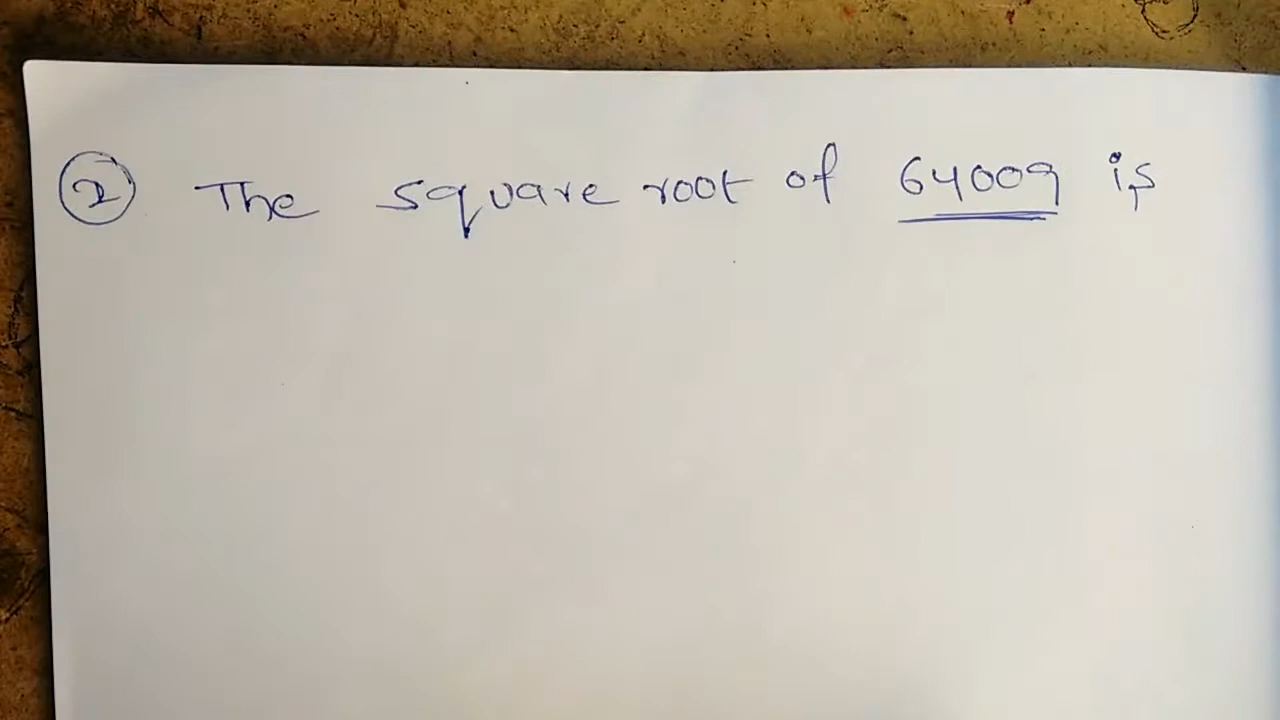 ② The square root of 64009 is